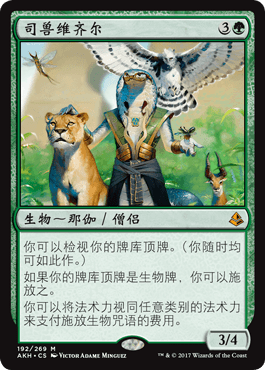 司兽维齐尔 3
生物～那伽／僧侣
你可以检视你的牌库顶牌。（你随时均
可如此作。）
如果你的牌库顶牌是生物牌，你可以施
放之。
你可以将法术力视同任意类别的法术力
来支付施放生物咒语的费用。
3/4
192/269 M
AKH • CS VICTOR ADAME MINGUEZ
™ & © 2017 Wizards of the Coast